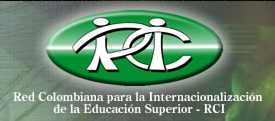 RCI
Red Colombiana para la Internacionalización
de la Educación Superior - RCI